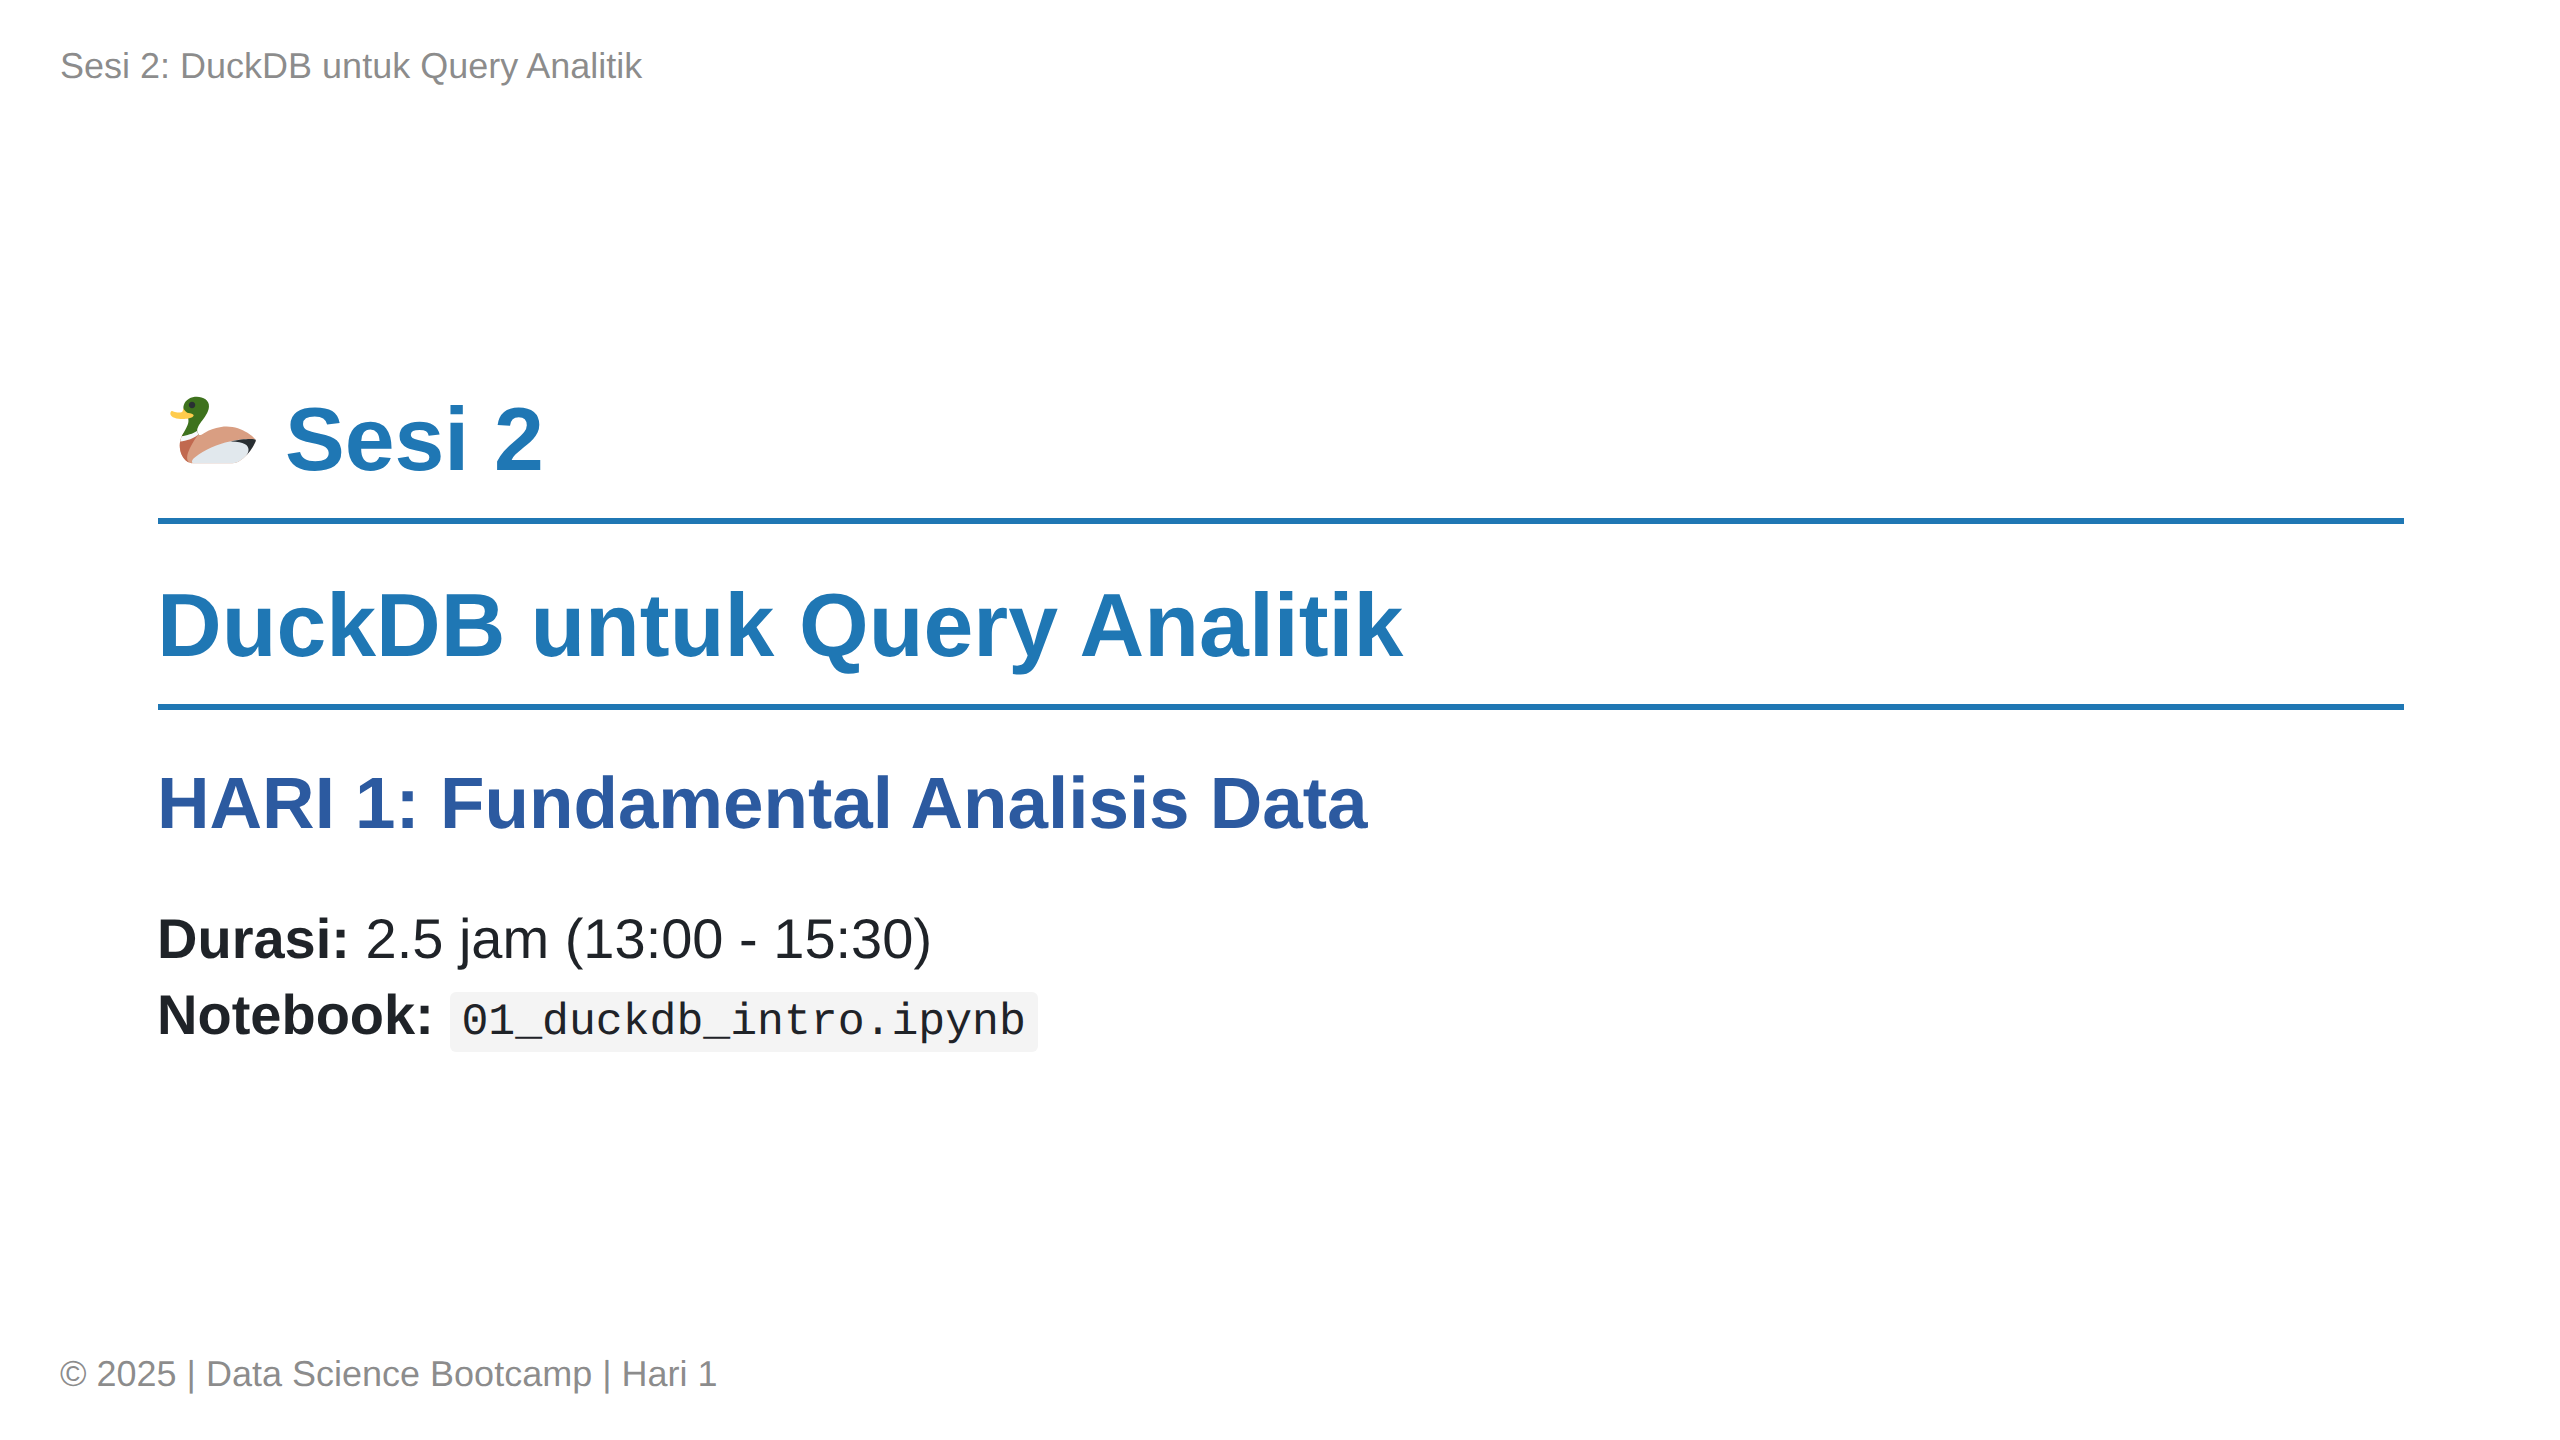 Sesi 2: DuckDB untuk Query Analitik
🦆 Sesi 2
DuckDB untuk Query Analitik
HARI 1: Fundamental Analisis Data
Durasi: 2.5 jam (13:00 - 15:30)
Notebook: 01_duckdb_intro.ipynb
© 2025 | Data Science Bootcamp | Hari 1